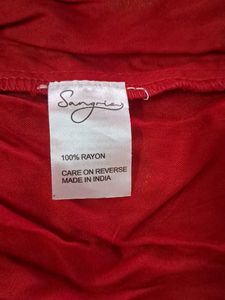 Sangria
100% RAYON
CARE ON REVERSE
MADE IN INDIA